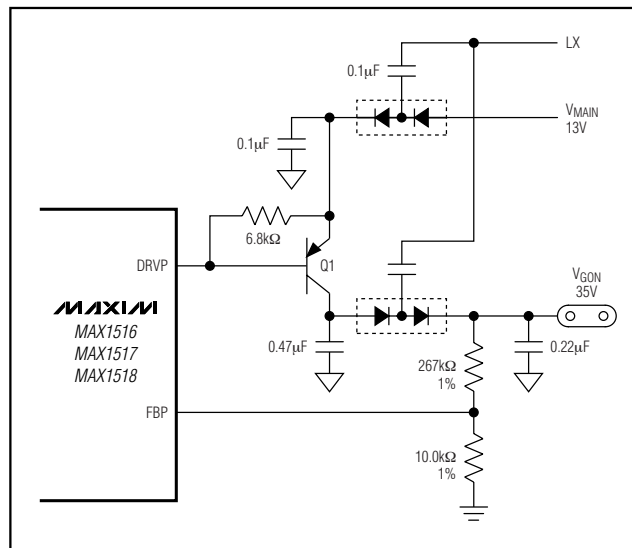 LX
0.1µF
VMAIN
13V
0.1µF
6.8kΩ
DRVP
Q1
MAXIM
MAX1516
MAX1517
MAX1518
VGON
35V
0.47µF
267kΩ
1%
0.22µF
FBP
10.0kΩ
1%